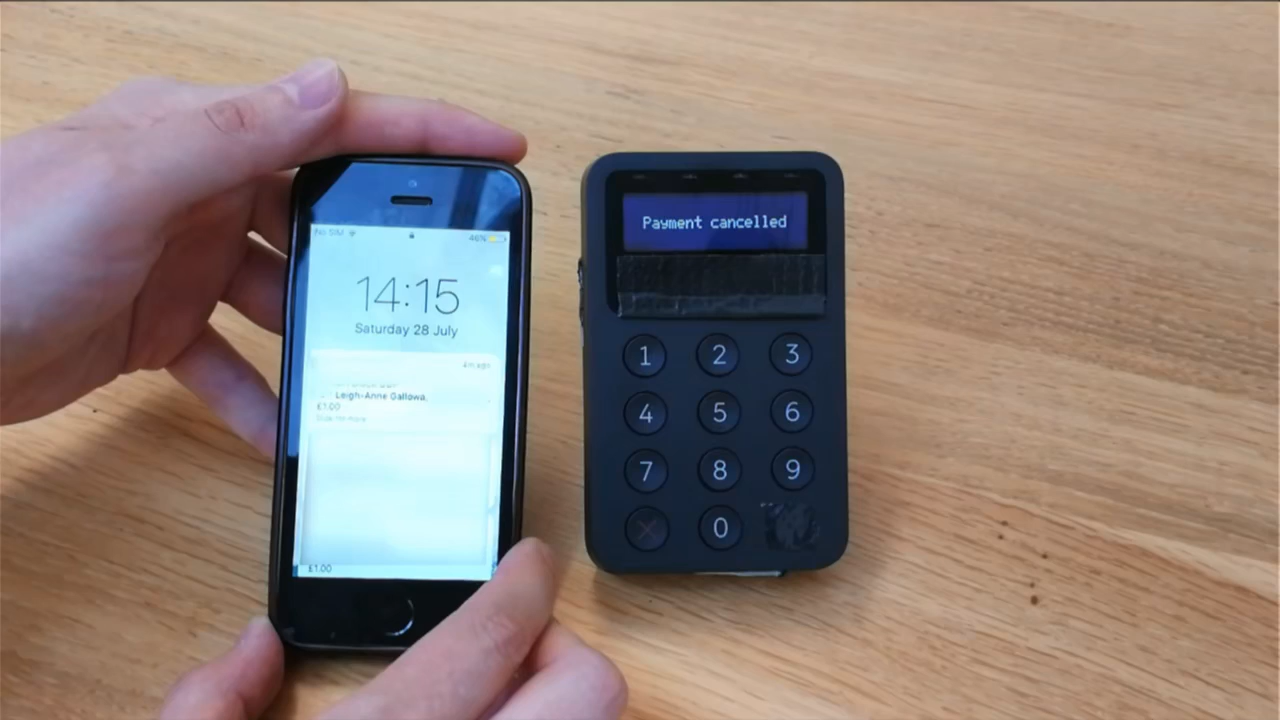 No SIM
46%
14:15
Saturday 28 July
4m ago
Leigh-Anne Gallowa,
£1.00
£1.00
Payment cancelled
1 2 3
4 5 6
7 8 9
0